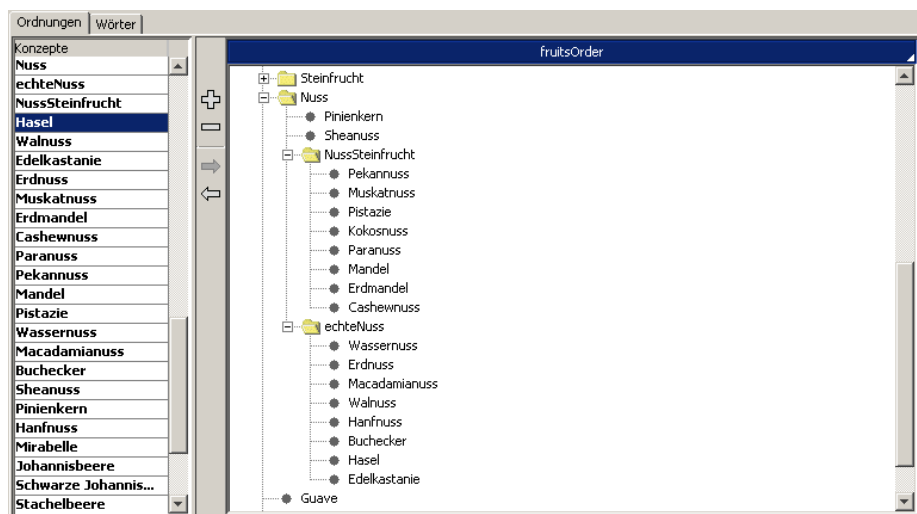 Ordnungen Wörter
Konzepte
Nuss
echteNuss
NussSteinfrucht
Hasel
Walnuss
Edelkastanie
Erdnuss
Muskatnuss
Erdmandel
Cashewnuss
Paranuss
Pekannuss
Mandel
Pistazie
Wassernuss
Macadamianuss
Buchecker
Sheanuss
Pinienkern
Hanfnuss
Mirabelle
Johannisbeere
Schwarze Johannis...
Stachelbeere
fruitsOrder
Steinfrucht
Nuss
Pinienkern
Sheanuss
NussSteinfrucht
Pekannuss
Muskatnuss
Pistazie
Kokosnuss
Paranuss
Mandel
Erdmandel
Cashewnuss
echteNuss
Wassernuss
Erdnuss
Macadamianuss
Walnuss
Hanfnuss
Buchecker
Hasel
Edelkastanie
Guave